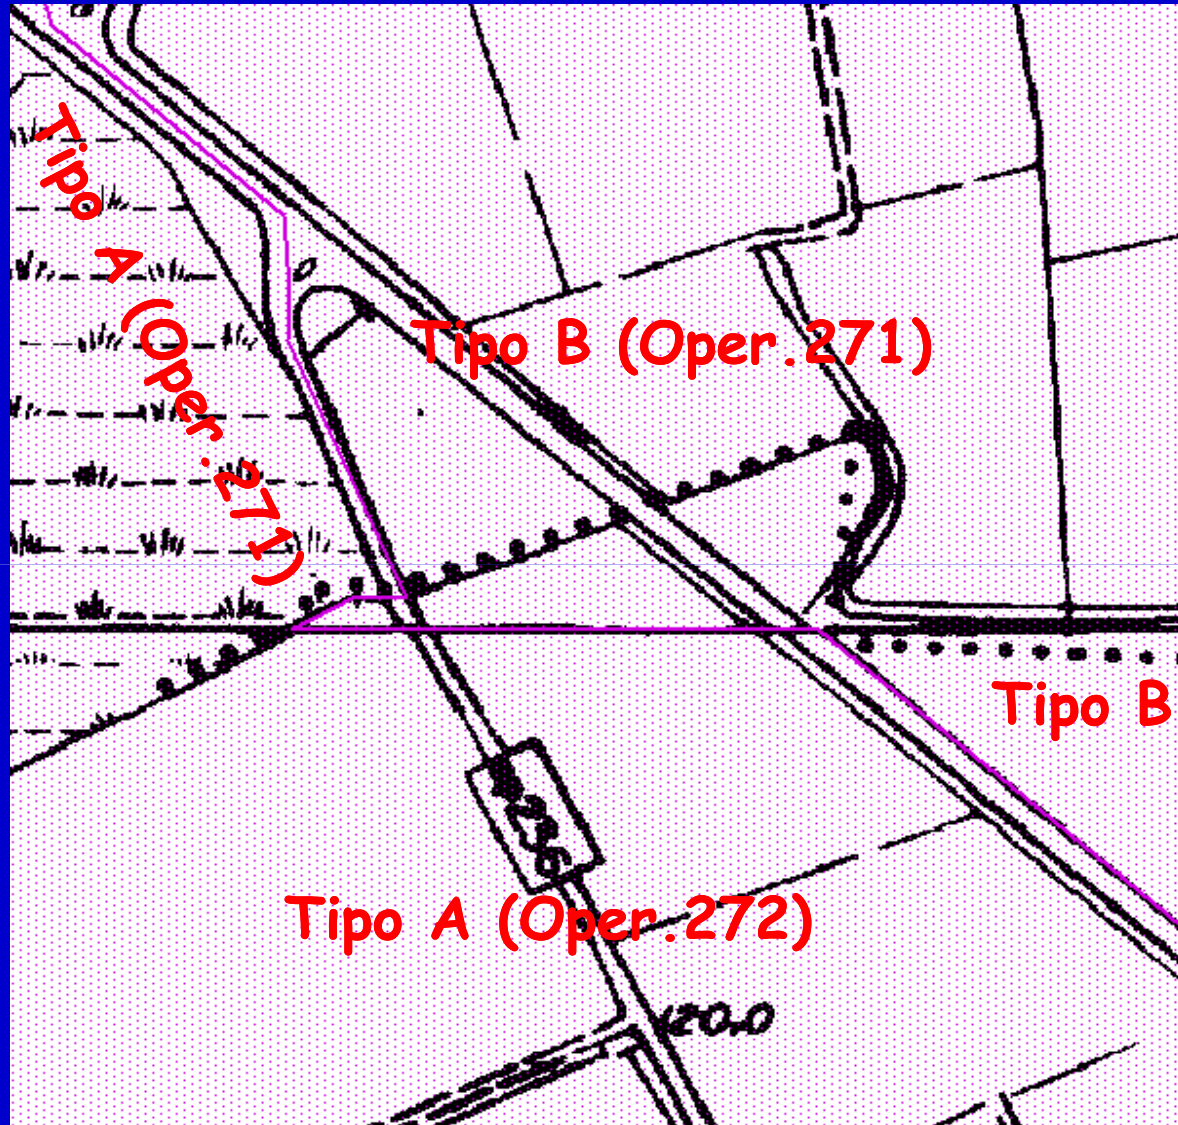 Tipo A (Oper.271)
Tipo B (Oper.271)
Tipo B
236
Tipo A (Oper.272)
120.0